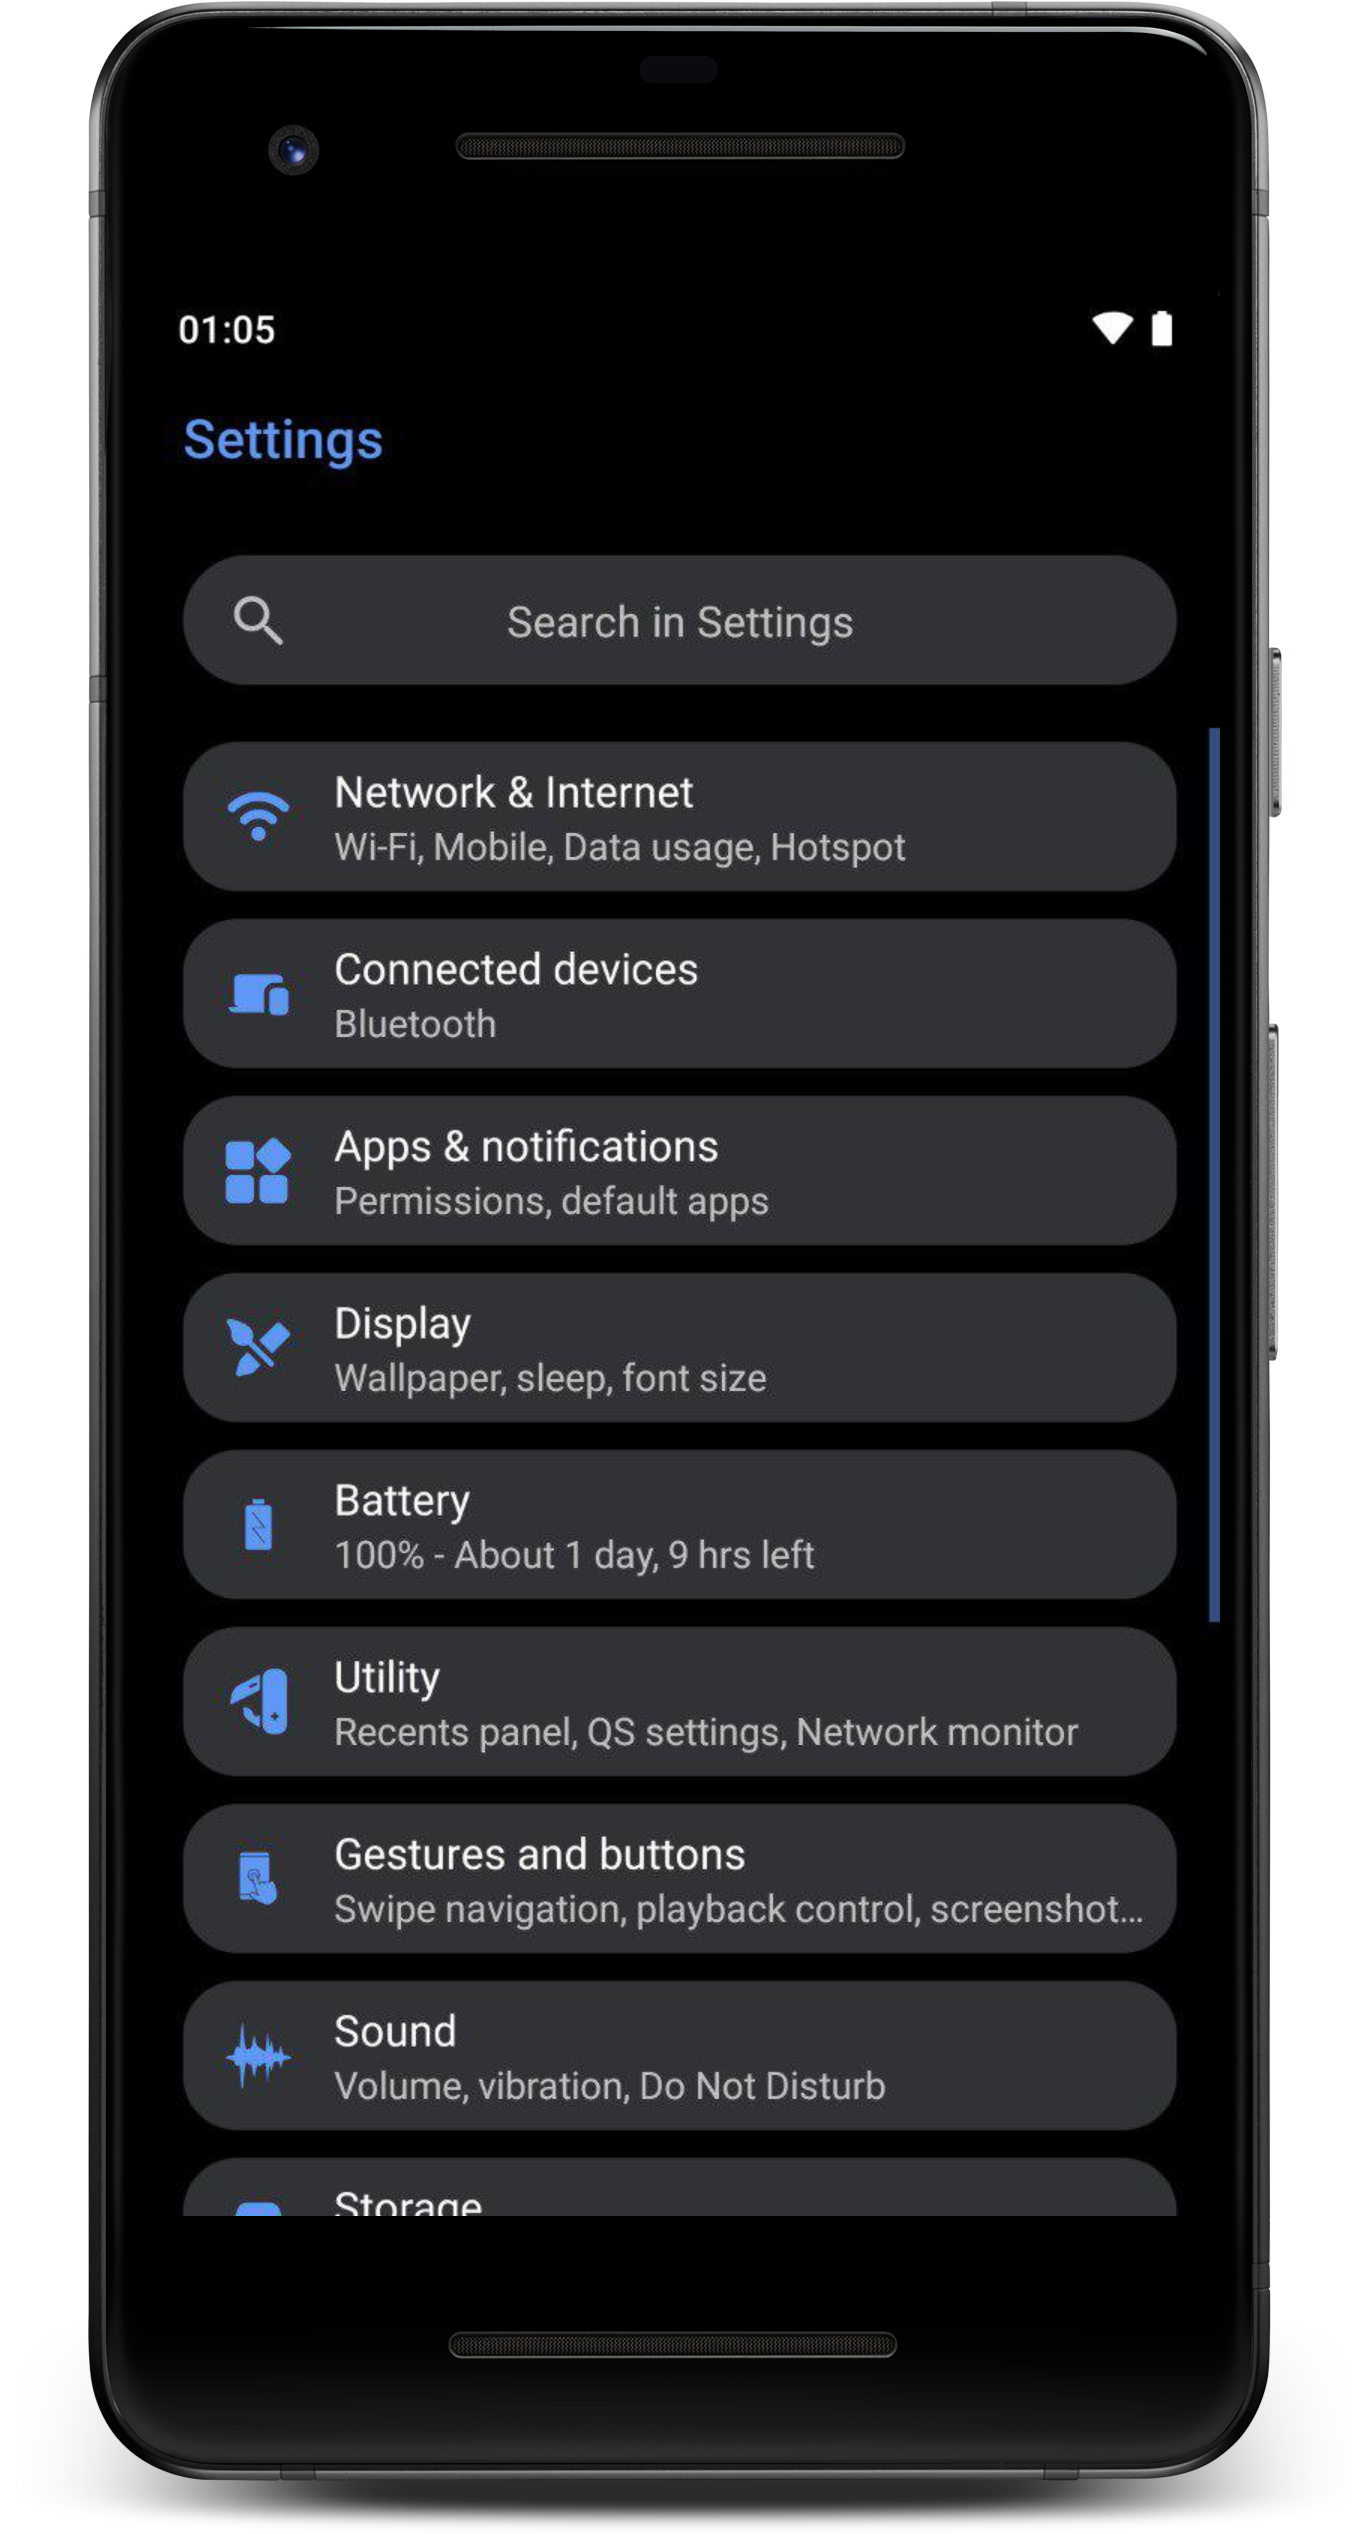 01:05
Settings
Search in Settings
Network & Internet
Wi-Fi, Mobile, Data usage, Hotspot
Connected devices
Bluetooth
Apps & notifications
Permissions, default apps
Display
Wallpaper, sleep, font size
Battery
100% - About 1 day, 9 hrs left
Utility
Recents panel, QS settings, Network monitor
Gestures and buttons
Swipe navigation, playback control, screenshot…
Sound
Volume, vibration, Do Not Disturb
Storage